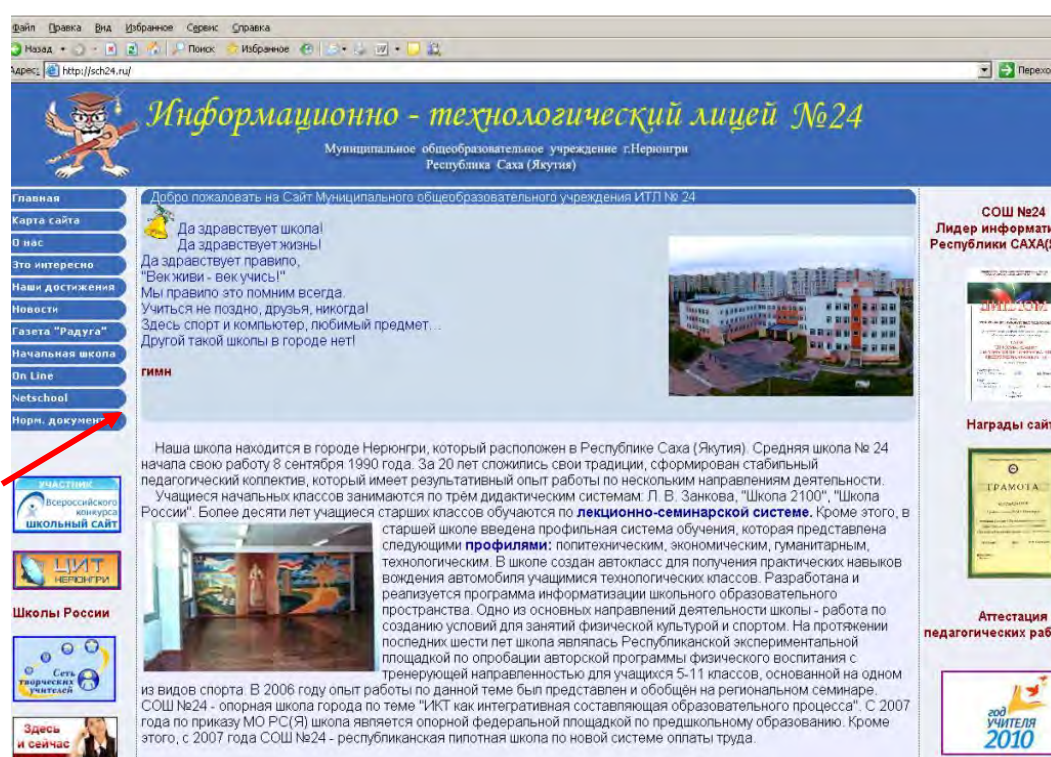 Файл Правка Вид Избранное Сервис Справка
Назад Поиск Избранное
Адрес: http://sch24.ru/
Информационно - технологический лицей №24
Муниципальное общеобразовательное учреждение г.Нерюнгри
Республика Саха (Якутия)
Главная
Карта сайта
О нас
Это интересно
Наши достижения
Новости
Газета "Радуга"
Начальная школа
On Line
Netschool
Норм. документ
УЧАСТНИК
Всероссийского
конкурса
школьный сайт
ЦИТ
НЕРЮНГРИ
Школы России
Сеть
творческих
учителей
Здесь
и сейчас
Добро пожаловать на Сайт Муниципального общеобразовательного учреждения ИТЛ № 24
Да здравствует школа!
Да здравствует жизнь!
Да здравствует правило,
"Век живи - век учись!"
Мы правило это помним всегда.
Учиться не поздно, друзья, никогда!
Здесь спорт и компьютер, любимый предмет...
Другой такой школы в городе нет!
гимн
Наша школа находится в городе Нерюнгри, который расположен в Республике Саха (Якутия). Средняя школа № 24
начала свою работу 8 сентября 1990 года. За 20 лет сложились свои традиции, сформирован стабильный
педагогический коллектив, который имеет результативный опыт работы по нескольким направлениям деятельности.
Учащиеся начальных классов занимаются по трём дидактическим системам: Л. В. Занкова, "Школа 2100", "Школа
России". Более десяти лет учащиеся старших классов обучаются по лекционно-семинарской системе. Кроме этого, в
старшей школе введена профильная система обучения, которая представлена
следующими профилями: политехническим, экономическим, гуманитарным,
технологическим. В школе создан автокласс для получения практических навыков
вождения автомобиля учащимися технологических классов. Разработана и
реализуется программа информатизации школьного образовательного
пространства. Одно из основных направлений деятельности школы - работа по
созданию условий для занятий физической культурой и спортом. На протяжении
последних шести лет школа являлась Республиканской экспериментальной
площадкой по опробации авторской программы физического воспитания с
тренерующей направленностью для учащихся 5-11 классов, основанной на одном
из видов спорта. В 2006 году опыт работы по данной теме был представлен и обобщён на региональном семинаре.
СОШ №24 - опорная школа города по теме "ИКТ как интегративная составляющая образовательного процесса". С 2007
года по приказу МО РС(Я) школа является опорной федеральной площадкой по предшкольному образованию. Кроме
этого, с 2007 года СОШ №24 - республиканская пилотная школа по новой системе оплаты труда.
СОШ №24
Лидер информати
Республики САХА(
ДИПЛОМ
Награды сайт
ГРАМОТА
Аттестация
педагогических раб
год
УЧИТЕЛЯ
2010